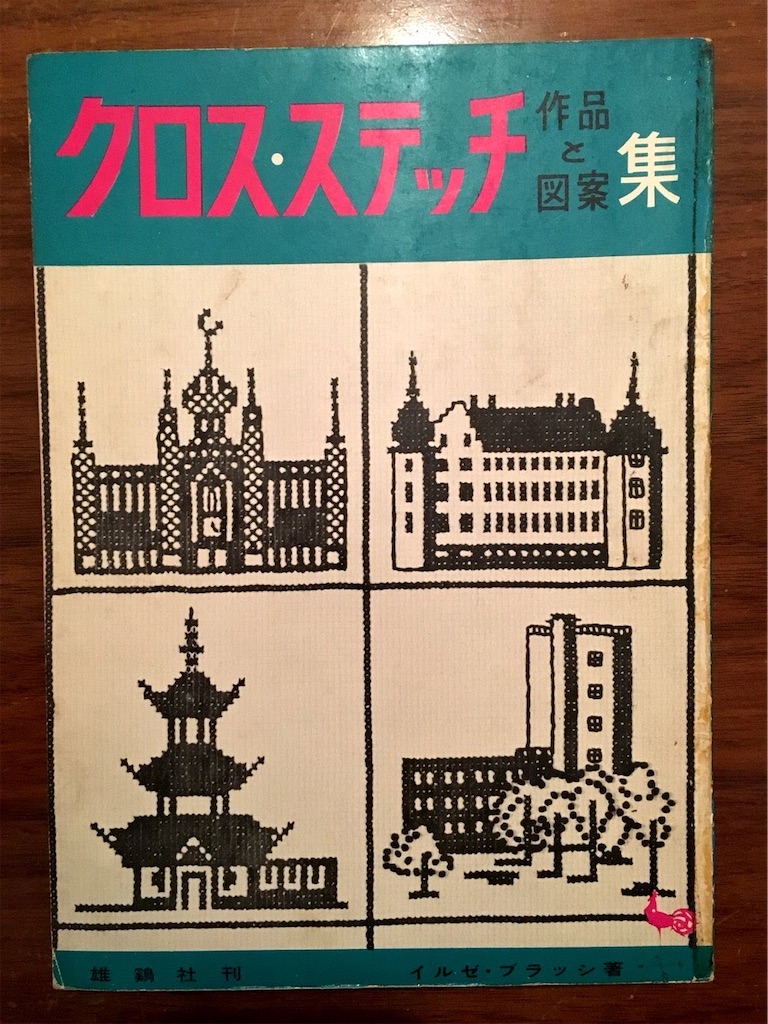 クロス・ステッチ
作品
と
図案
集
雄鷄社刊
イルゼ・ブラッシ著